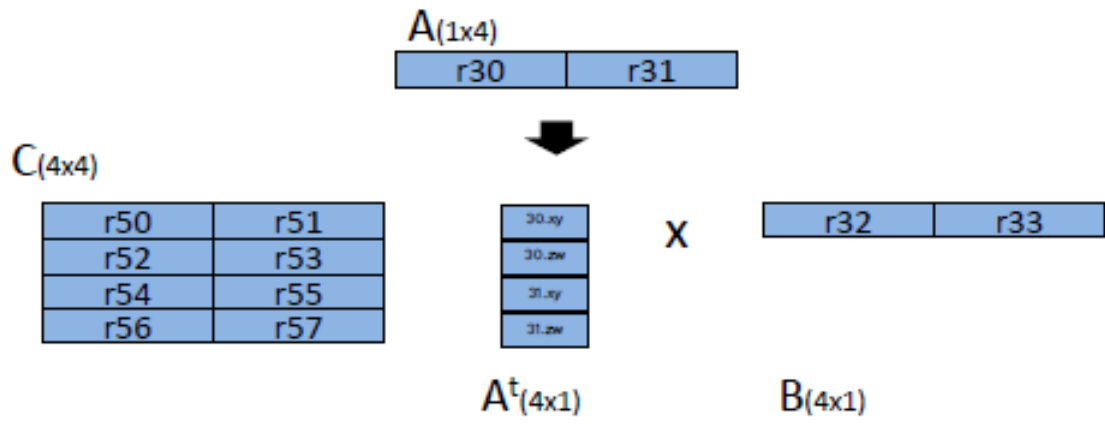 A(1x4)
r30 r31
C(4x4)
r50 r51 30.xy x r32 r33
r52 r53 30.zw
r54 r55 31.xy
r56 r57 31.zw
Aᵗ(4x1) B(4x1)